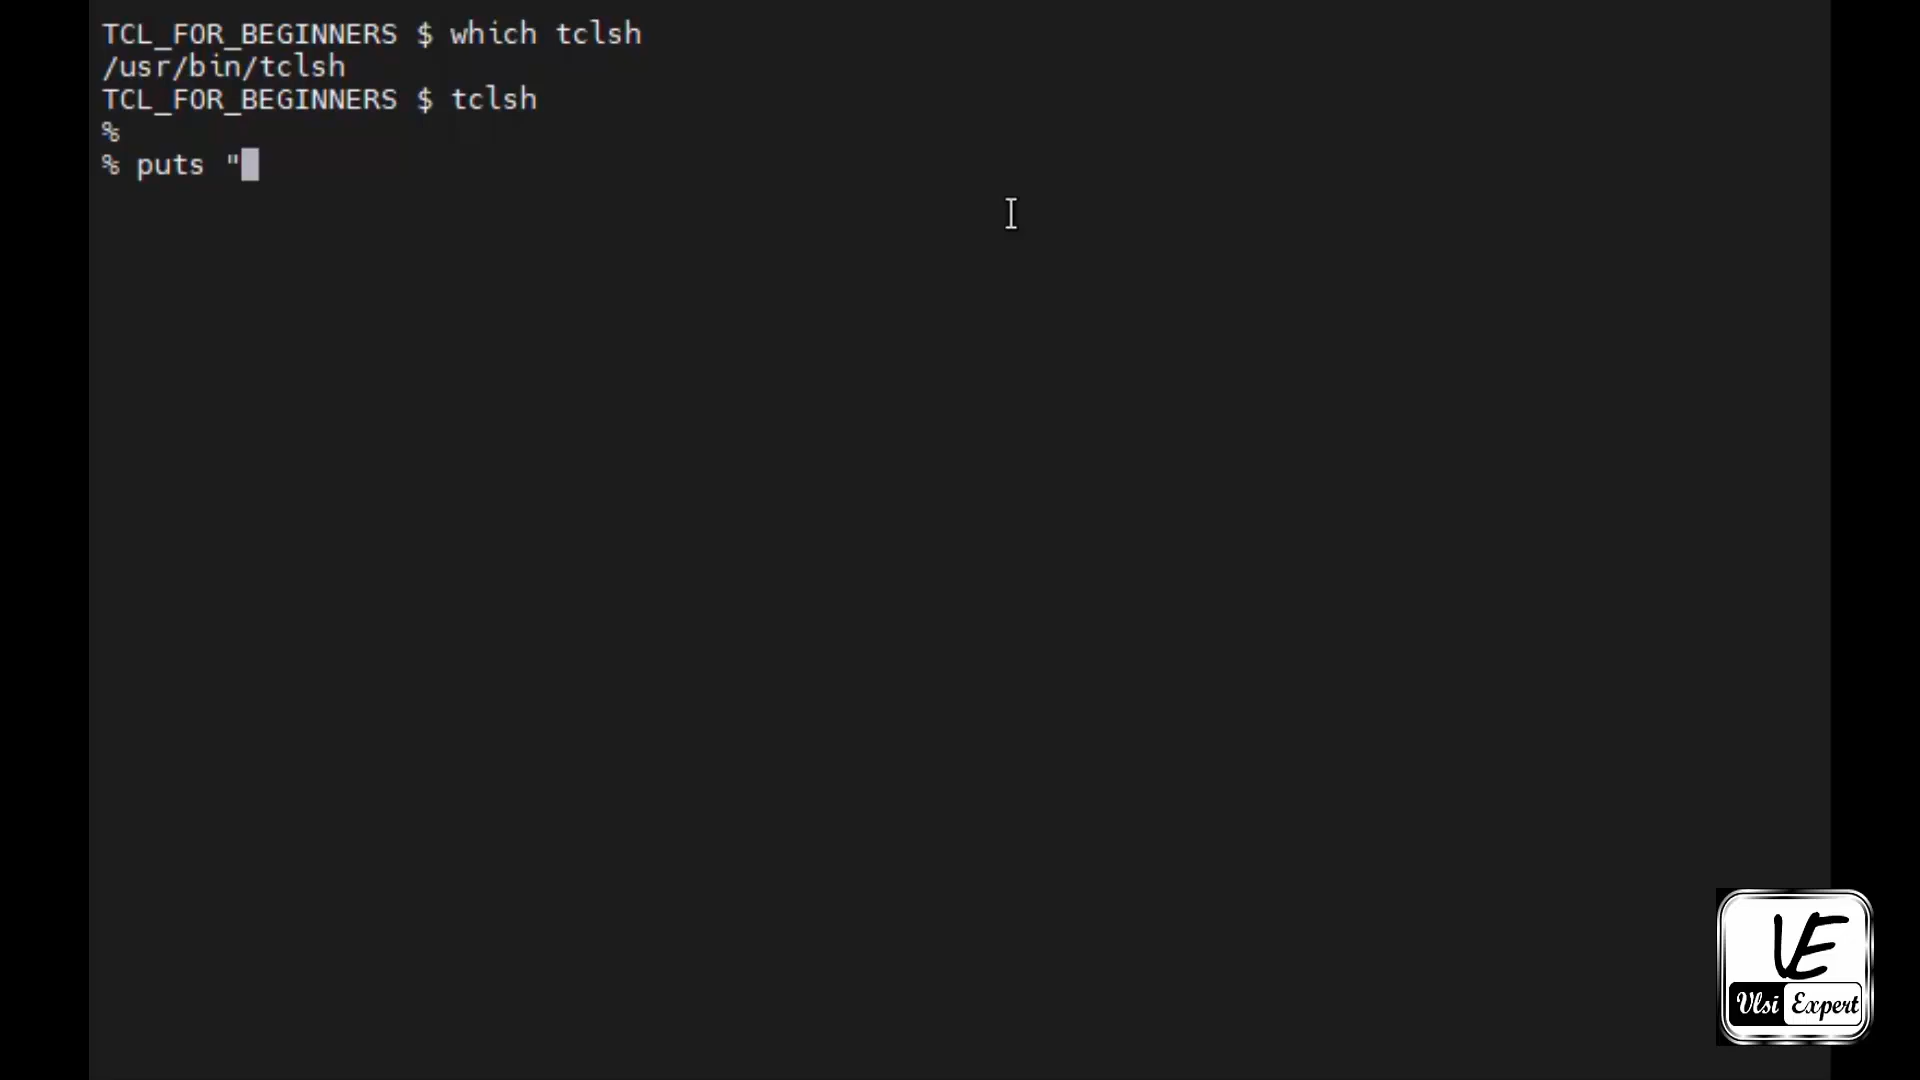 TCL_FOR_BEGINNERS $ which tclsh
/usr/bin/tclsh
TCL_FOR_BEGINNERS $ tclsh
%
% puts "
VE
Vlsi Expert